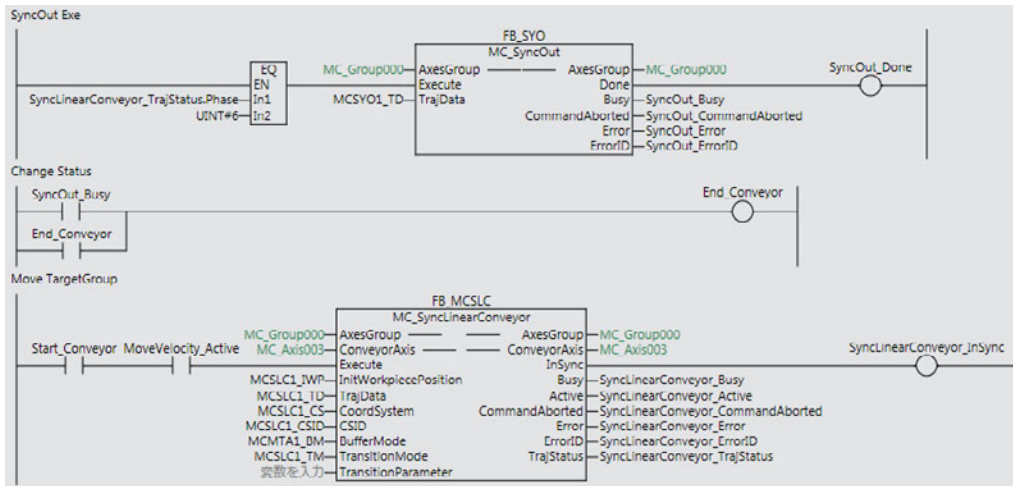 SyncOut Exe
FB_SYO
MC_SyncOut
EQ
MC_Group000 AxesGroup AxesGroup MC_Group000
SyncOut_Done
EN
Execute Done
SyncLinearConveyor_TrajStatus.Phase In1
MCSYO1_TD TrajData Busy SyncOut_Busy
UINT#6 In2
CommandAborted SyncOut_CommandAborted
Error SyncOut_Error
ErrorID SyncOut_ErrorID
Change Status
SyncOut_Busy
End_Conveyor
End_Conveyor
Move TargetGroup
FB_MCSLC
MC_SyncLinearConveyor
MC_Group000 AxesGroup AxesGroup MC_Group000
Start_Conveyor MoveVelocity_Active MC_Axis003 ConveyorAxis ConveyorAxis MC_Axis003 SyncLinearConveyor_InSync
Execute InSync
MCSLC1_IWP InitWorkpiecePosition Busy SyncLinearConveyor_Busy
MCSLC1_TD TrajData Active SyncLinearConveyor_Active
MCSLC1_CS CoordSystem CommandAborted SyncLinearConveyor_CommandAborted
MCSLC1_CSID CSID Error SyncLinearConveyor_Error
MCMTA1_BM BufferMode ErrorID SyncLinearConveyor_ErrorID
MCSLC1_TM TransitionMode TrajStatus SyncLinearConveyor_TrajStatus
変数を入力 TransitionParameter